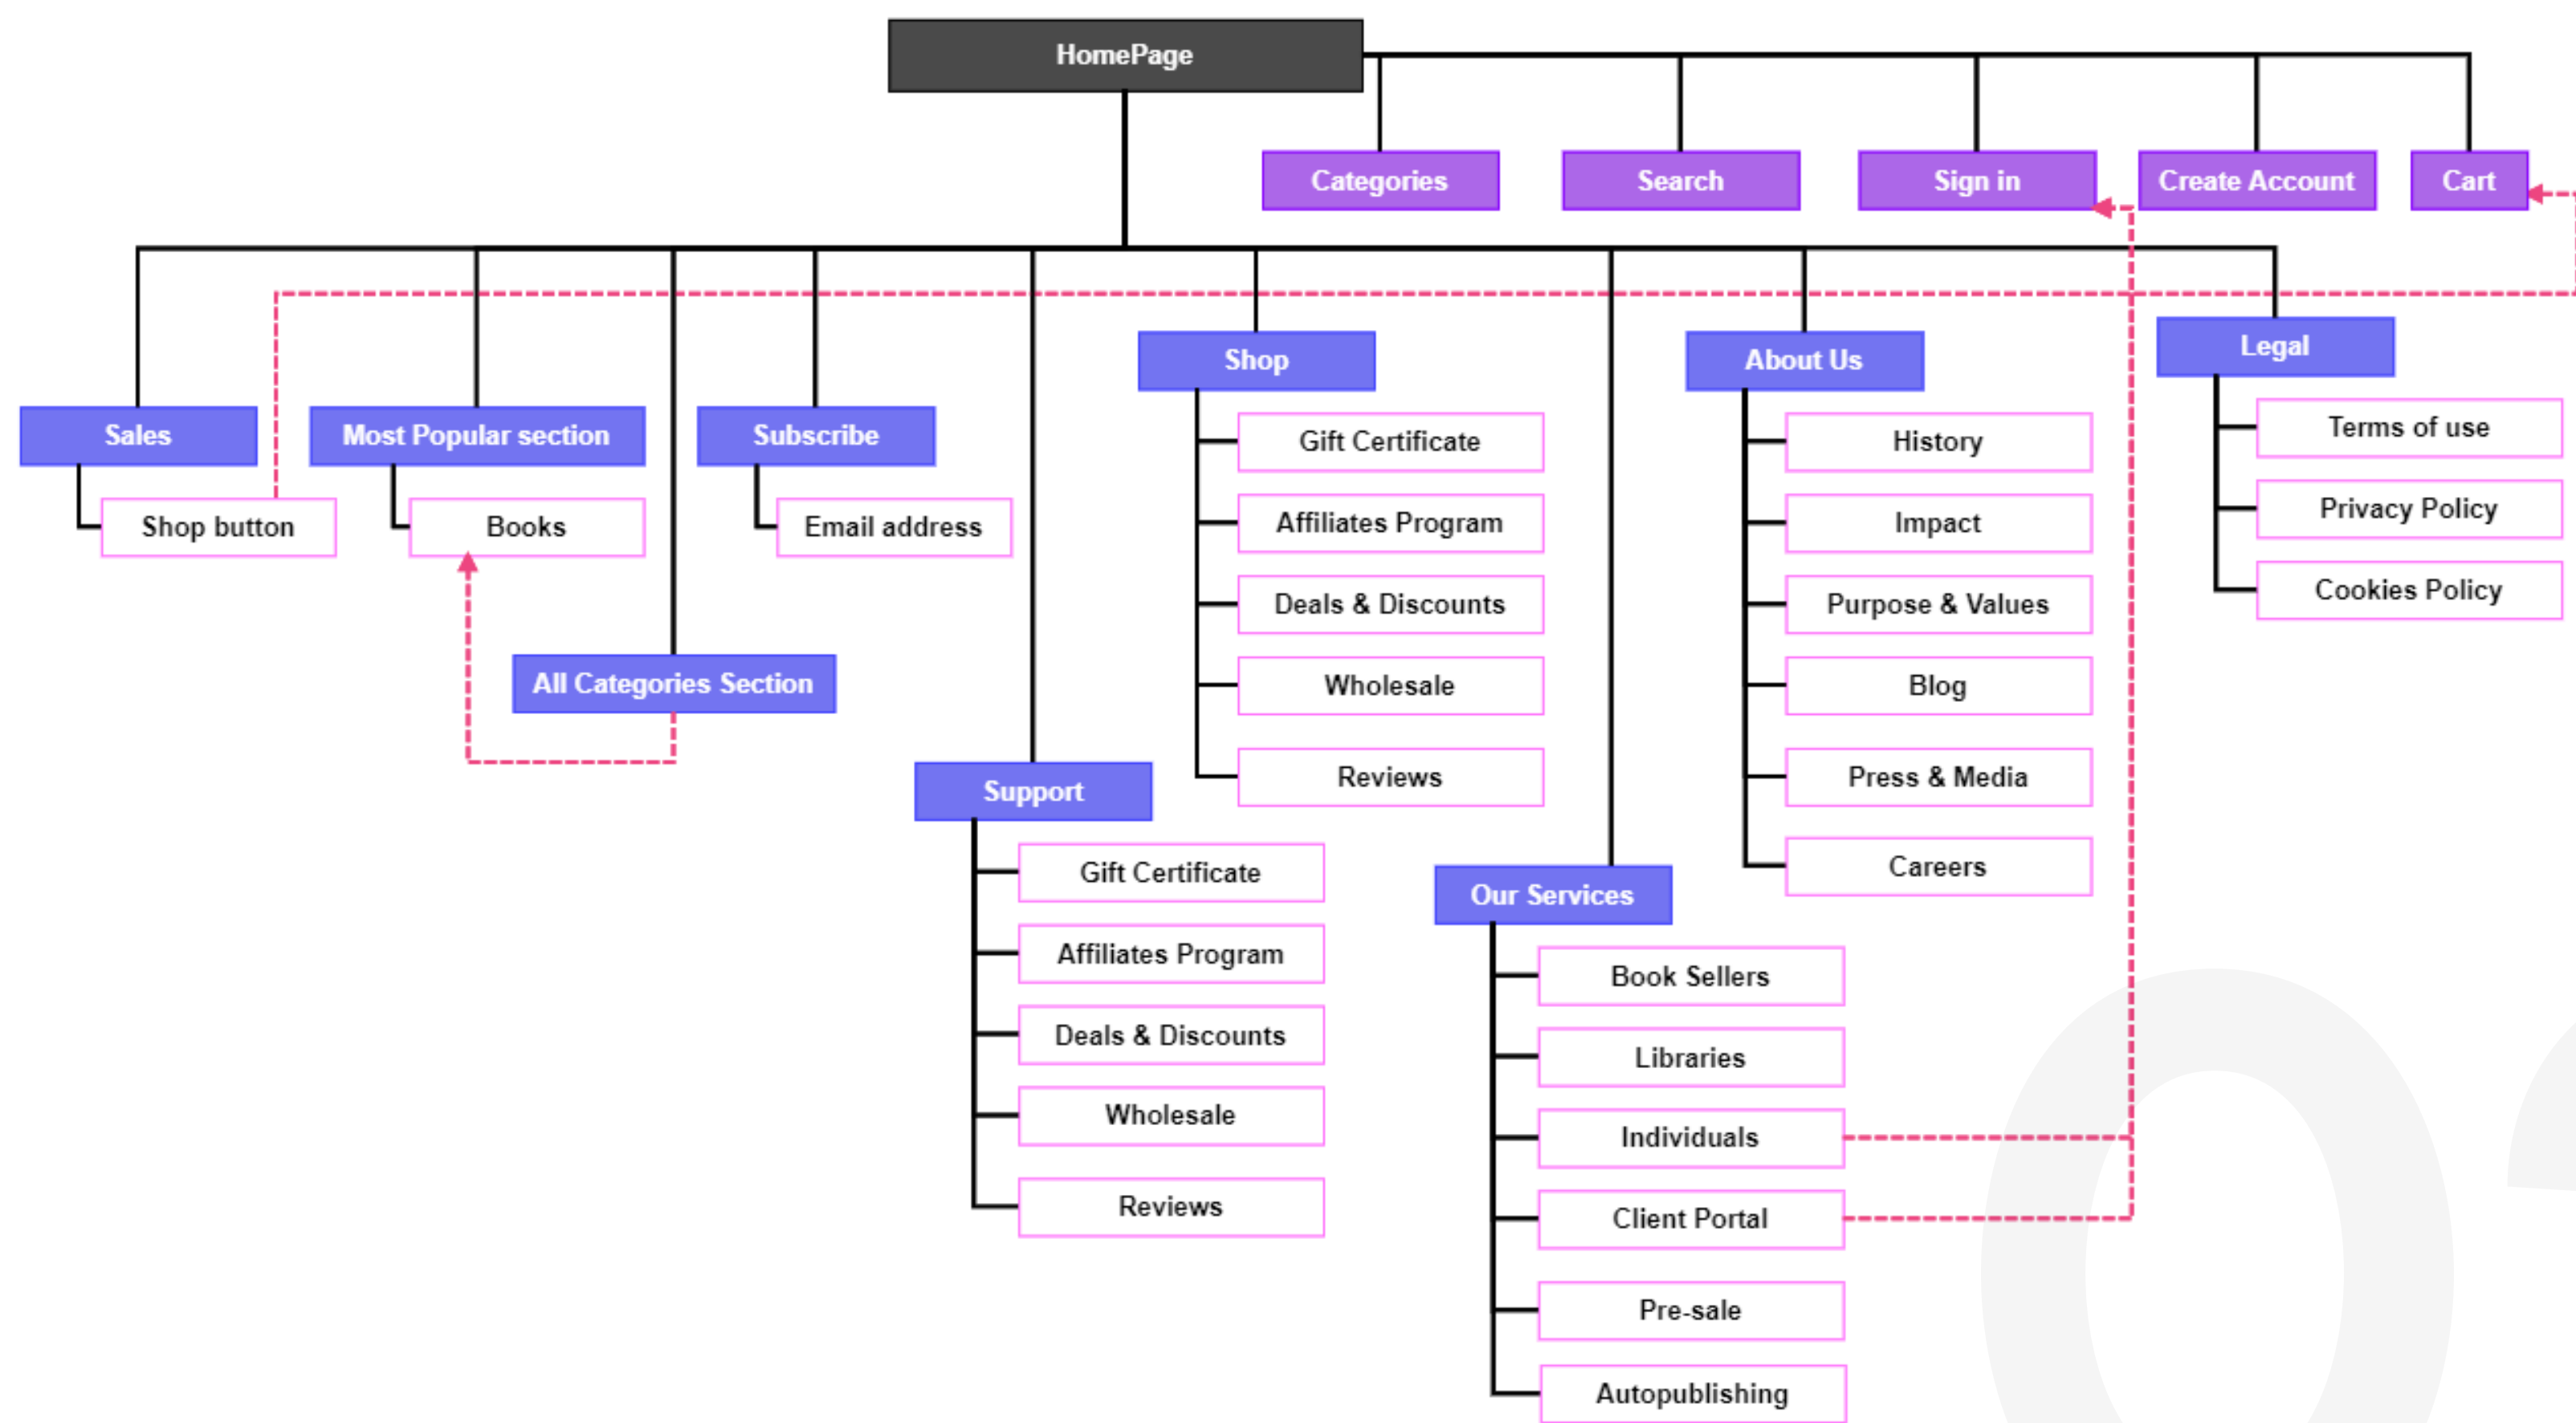 HomePage
Categories
Search
Sign in
Create Account
Cart
Sales
Shop button
Most Popular section
Books
All Categories Section
Subscribe
Email address
Support
Gift Certificate
Affiliates Program
Deals & Discounts
Wholesale
Reviews
Shop
Gift Certificate
Affiliates Program
Deals & Discounts
Wholesale
Reviews
Our Services
Book Sellers
Libraries
Individuals
Client Portal
Pre-sale
Autopublishing
About Us
History
Impact
Purpose & Values
Blog
Press & Media
Careers
Legal
Terms of use
Privacy Policy
Cookies Policy